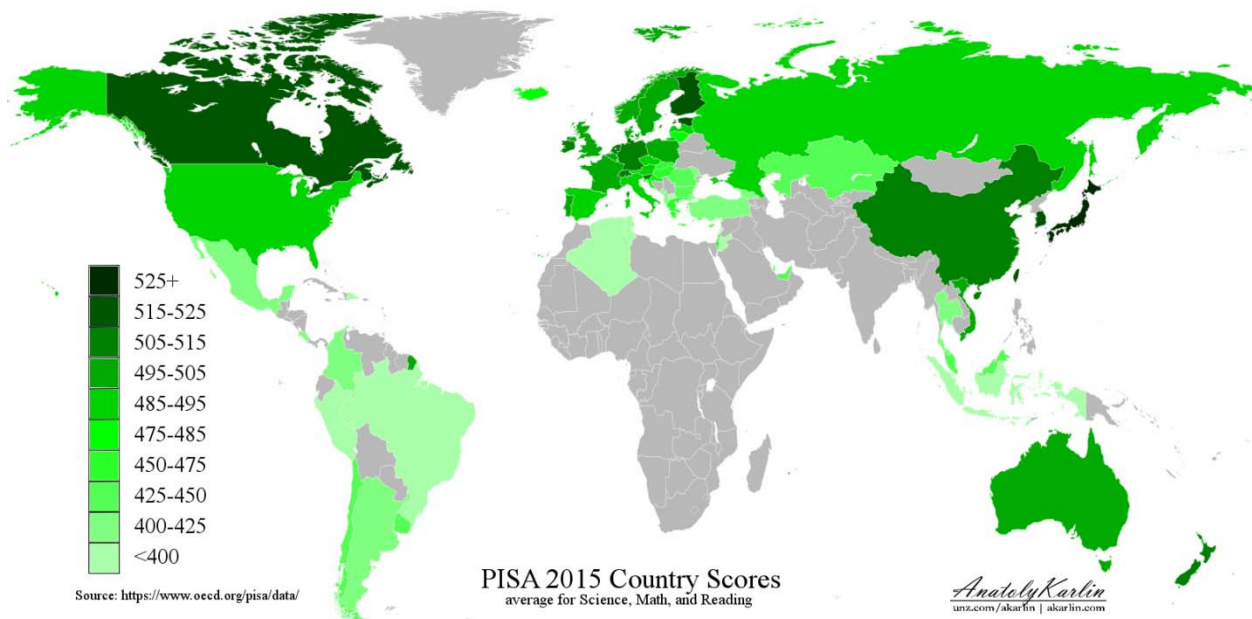 525+
515-525
505-515
495-505
485-495
475-485
450-475
425-450
400-425
<400
Source: https://www.oecd.org/pisa/data/
PISA 2015 Country Scores
average for Science, Math, and Reading
AnatolyKarlin
unz.com/akarlin | akarlin.com